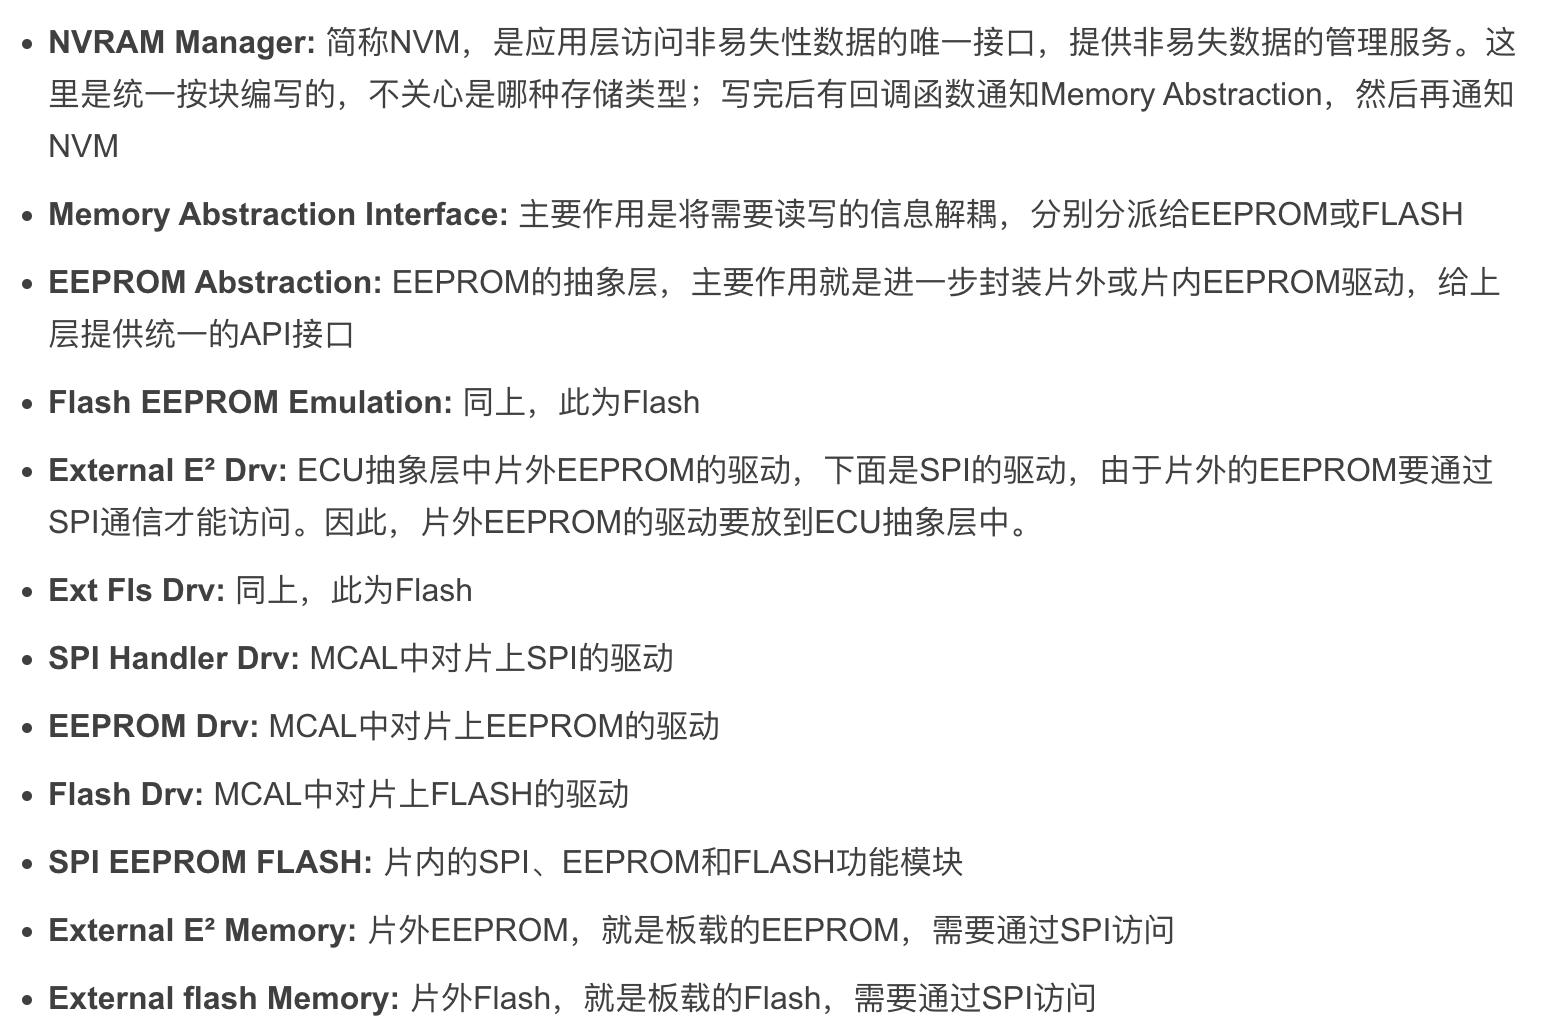 • NVRAM Manager: 简称NVM，是应用层访问非易失性数据的唯一接口，提供非易失数据的管理服务。这
里是统一按块编写的，不关心是哪种存储类型；写完后有回调函数通知Memory Abstraction，然后再通知
NVM
• Memory Abstraction Interface: 主要作用是将需要读写的信息解耦，分别分派给EEPROM或FLASH
• EEPROM Abstraction: EEPROM的抽象层，主要作用就是进一步封装片外或片内EEPROM驱动，给上
层提供统一的API接口
• Flash EEPROM Emulation: 同上，此为Flash
• External E² Drv: ECU抽象层中片外EEPROM的驱动，下面是SPI的驱动，由于片外的EEPROM要通过
SPI通信才能访问。因此，片外EEPROM的驱动要放到ECU抽象层中。
• Ext Fls Drv: 同上，此为Flash
• SPI Handler Drv: MCAL中对片上SPI的驱动
• EEPROM Drv: MCAL中对片上EEPROM的驱动
• Flash Drv: MCAL中对片上FLASH的驱动
• SPI EEPROM FLASH: 片内的SPI、EEPROM和FLASH功能模块
• External E² Memory: 片外EEPROM，就是板载的EEPROM，需要通过SPI访问
• External flash Memory: 片外Flash，就是板载的Flash，需要通过SPI访问